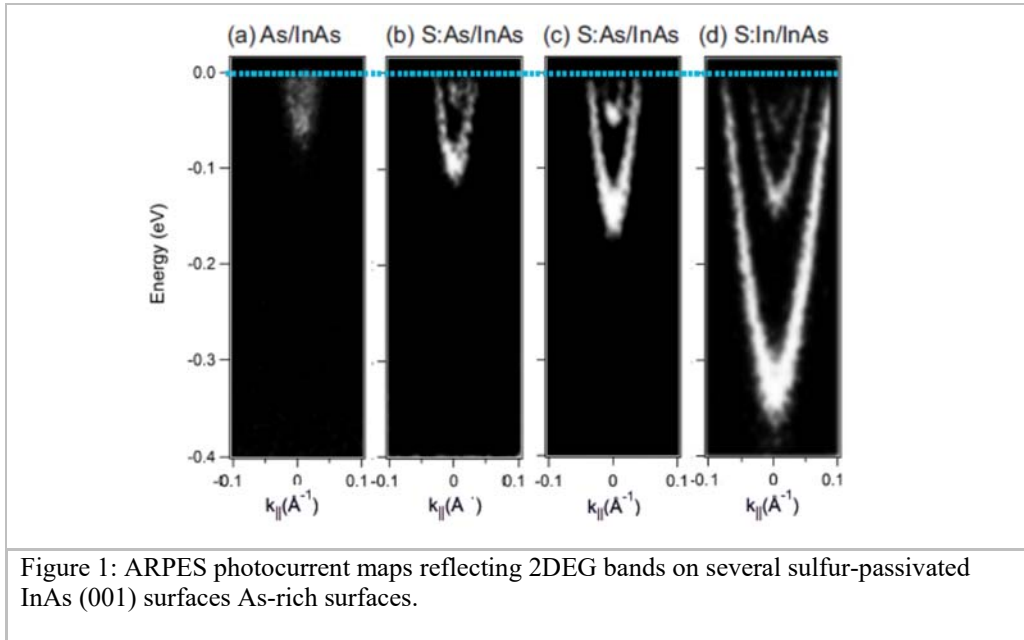 (a) As/InAs (b) S:As/InAs (c) S:As/InAs (d) S:In/InAs
0.0
-0.1
-0.2
-0.3
-0.4
Energy (eV)
-0.1 0 0.1 -0.1 0 0.1 -0.1 0 0.1 -0.1 0 0.1
k||(Å-1) k||(Å-) k||(Å-1) k||(Å-1)
Figure 1: ARPES photocurrent maps reflecting 2DEG bands on several sulfur-passivated
InAs (001) surfaces As-rich surfaces.